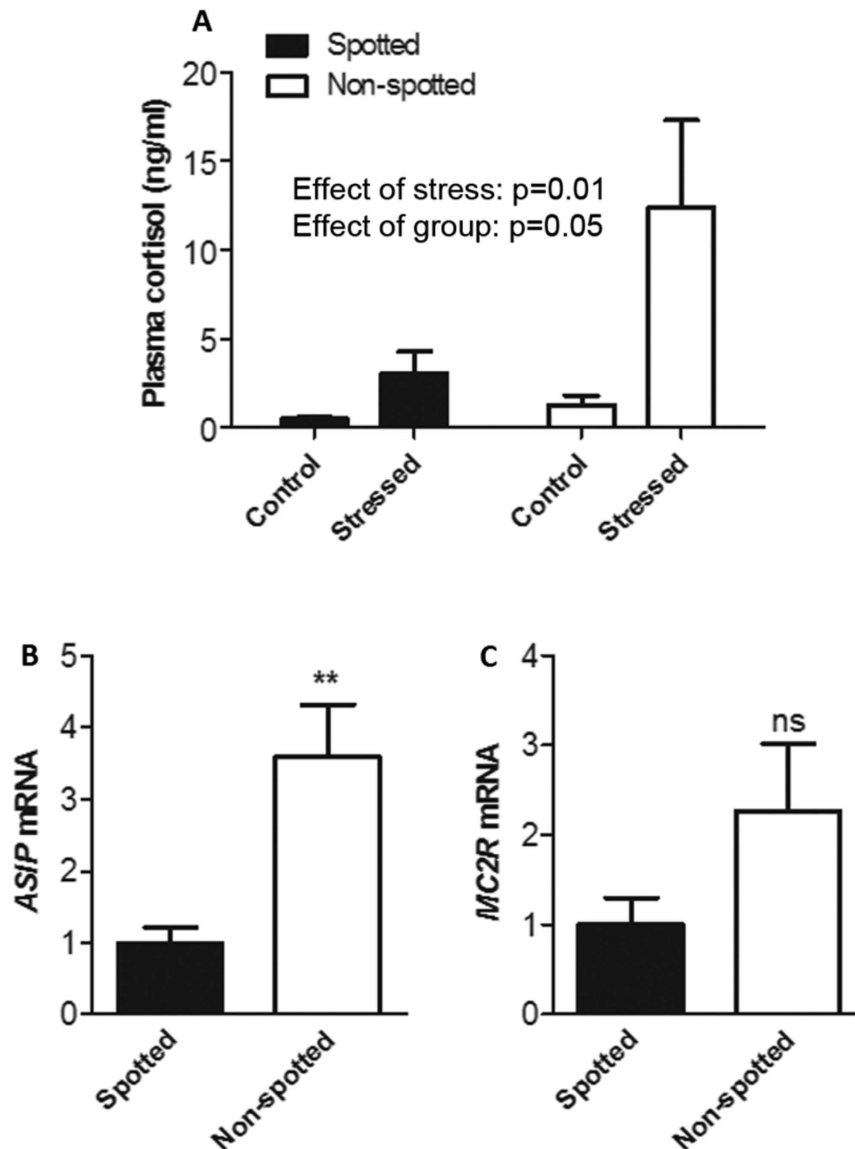 A
Spotted
Non-spotted
20
15
10
5
0
Plasma cortisol (ng/ml)
Effect of stress: p=0.01
Effect of group: p=0.05
Control
Stressed
Control
Stressed
B
5
4
3
2
1
0
ASIP mRNA
**
Spotted
Non-spotted
C
4
3
2
1
0
MC2R mRNA
ns
Spotted
Non-spotted